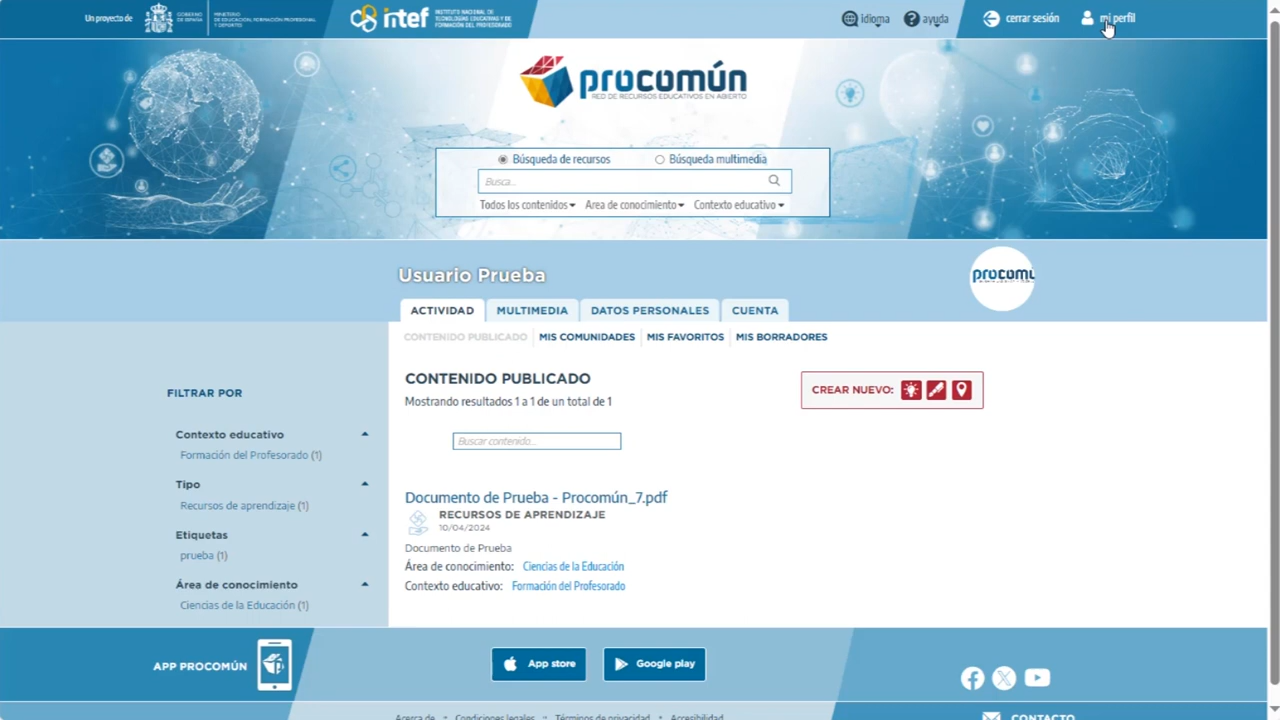 Un proyecto de
GOBIERNO DE ESPAÑA
MINISTERIO DE EDUCACIÓN, FORMACIÓN PROFESIONAL Y DEPORTE
intef
INSTITUTO NACIONAL DE TECNOLOGÍAS EDUCATIVAS Y DE FORMACIÓN DEL PROFESORADO
idioma
ayuda
cerrar sesión
mi perfil
procomún
RED DE RECURSOS EDUCATIVOS EN ABIERTO
Búsqueda de recursos
Búsqueda multimedia
Busca...
Todos los contenidos
Area de conocimiento
Contexto educativo
Usuario Prueba
procomú
ACTIVIDAD
MULTIMEDIA
DATOS PERSONALES
CUENTA
CONTENIDO PUBLICADO
MIS COMUNIDADES
MIS FAVORITOS
MIS BORRADORES
FILTRAR POR
Contexto educativo
Formación del Profesorado (1)
Tipo
Recursos de aprendizaje (1)
Etiquetas
prueba (1)
Área de conocimiento
Ciencias de la Educación (1)
CONTENIDO PUBLICADO
Mostrando resultados 1 a 1 de un total de 1
CREAR NUEVO:
Buscar contenido...
Documento de Prueba - Procomún_7.pdf
RECURSOS DE APRENDIZAJE
10/04/2024
Documento de Prueba
Área de conocimiento: Ciencias de la Educación
Contexto educativo: Formación del Profesorado
APP PROCOMÚN
App store
Google play
Acerca de
Condiciones legales
Términos de privacidad
Accesibilidad
CONTACTO